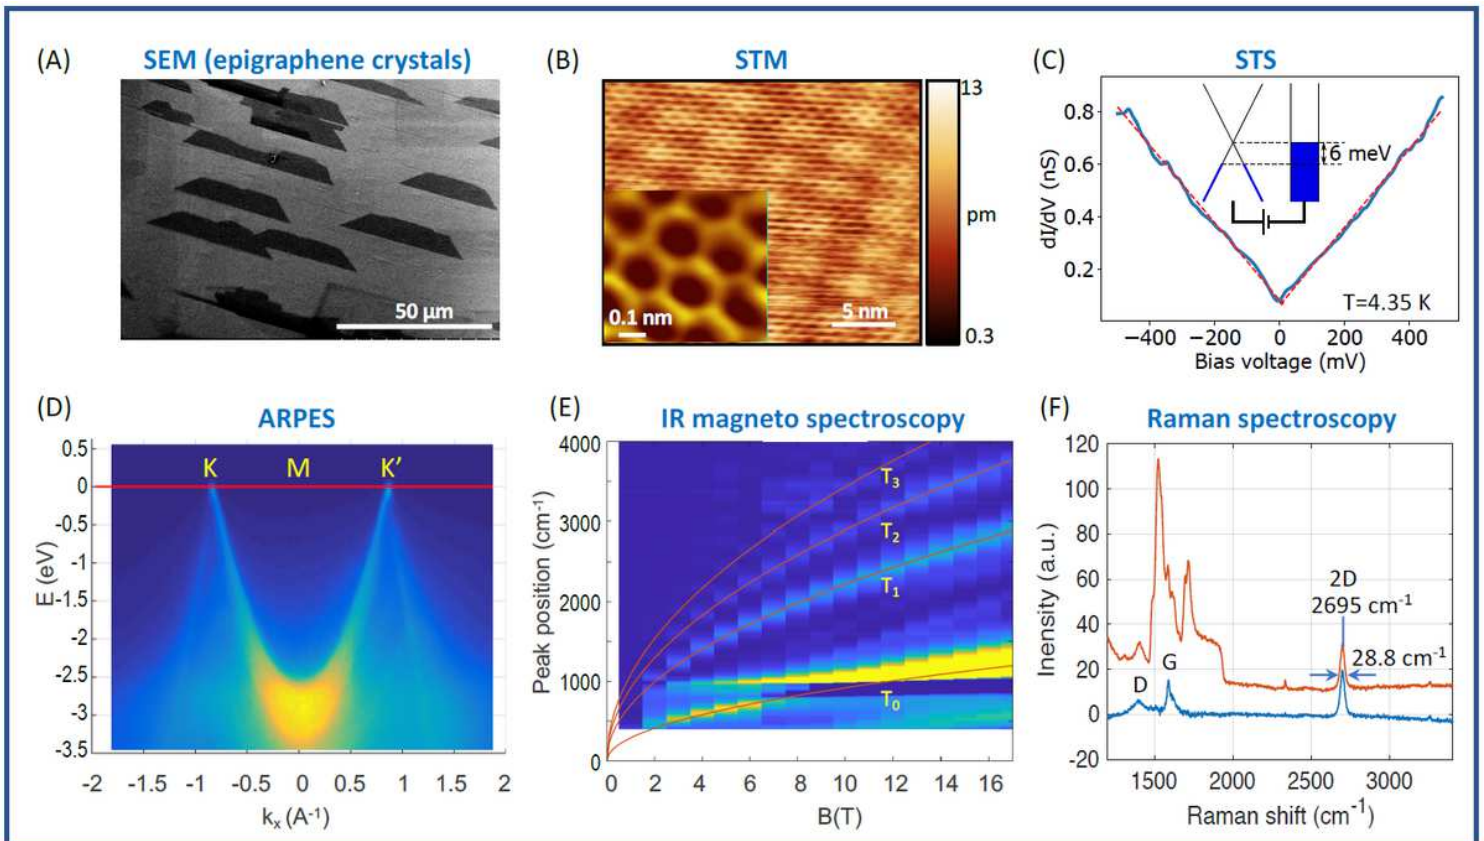 (A) SEM (epigraphene crystals)
50 µm
(B) STM
13
pm
0.3
0.1 nm
5 nm
(C) STS
dI/dV (nS)
0.8
0.6
0.4
0.2
6 meV
T=4.35 K
−400 −200 0 200 400
Bias voltage (mV)
(D) ARPES
E (eV)
0.5
0
-0.5
-1
-1.5
-2
-2.5
-3
-3.5
K M K’
-2 -1.5 -1 -0.5 0 0.5 1 1.5 2
kx (A-1)
(E) IR magneto spectroscopy
Peak position (cm-1)
4000
3000
2000
1000
0
T3
T2
T1
T0
0 2 4 6 8 10 12 14 16
B(T)
(F) Raman spectroscopy
Inensity (a.u.)
120
100
80
60
40
20
0
-20
2D
2695 cm-1
28.8 cm-1
G
D
1500 2000 2500 3000
Raman shift (cm-1)